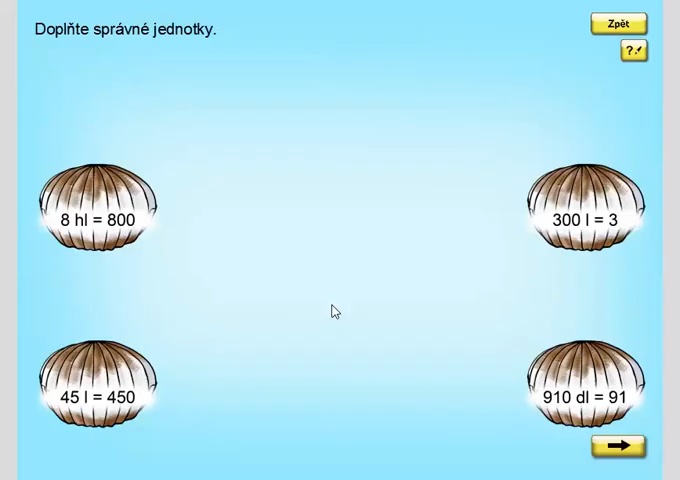 Doplňte správné jednotky.
Zpět
?
8 hl = 800
300 l = 3
45 l = 450
910 dl = 91